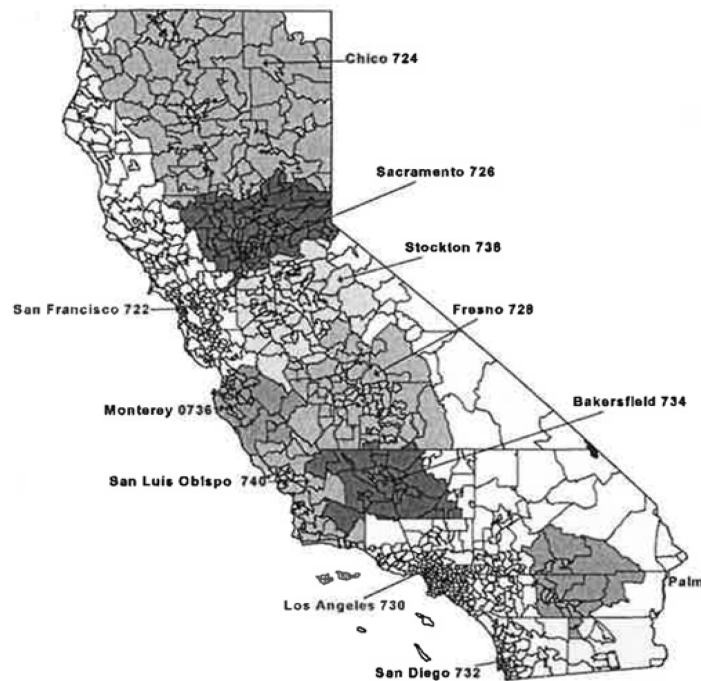 Chico 724
Sacramento 726
Stockton 738
Fresno 728
San Francisco 722
Bakersfield 734
Monterey 0736
San Luis Obispo 740
Palm
Los Angeles 730
San Diego 732